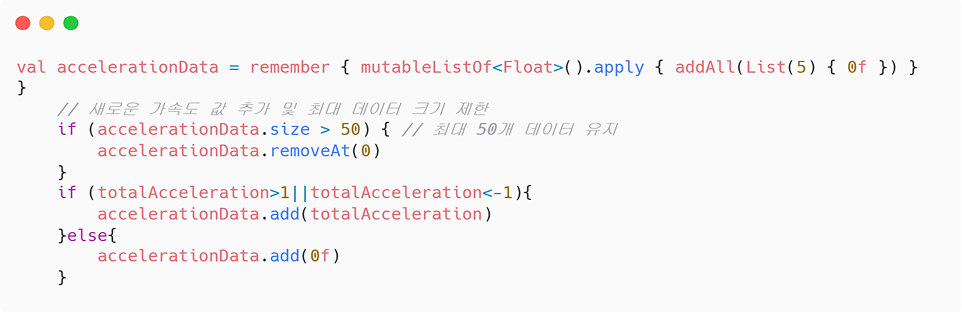 val accelerationData = remember { mutableListOf<Float>().apply { addAll(List(5) { 0f }) }
}
    // 새로운 가속도 값 추가 및 최대 데이터 크기 제한
    if (accelerationData.size > 50) { // 최대 50개 데이터 유지
        accelerationData.removeAt(0)
    }
    if (totalAcceleration>1||totalAcceleration<-1){
        accelerationData.add(totalAcceleration)
    }else{
        accelerationData.add(0f)
    }